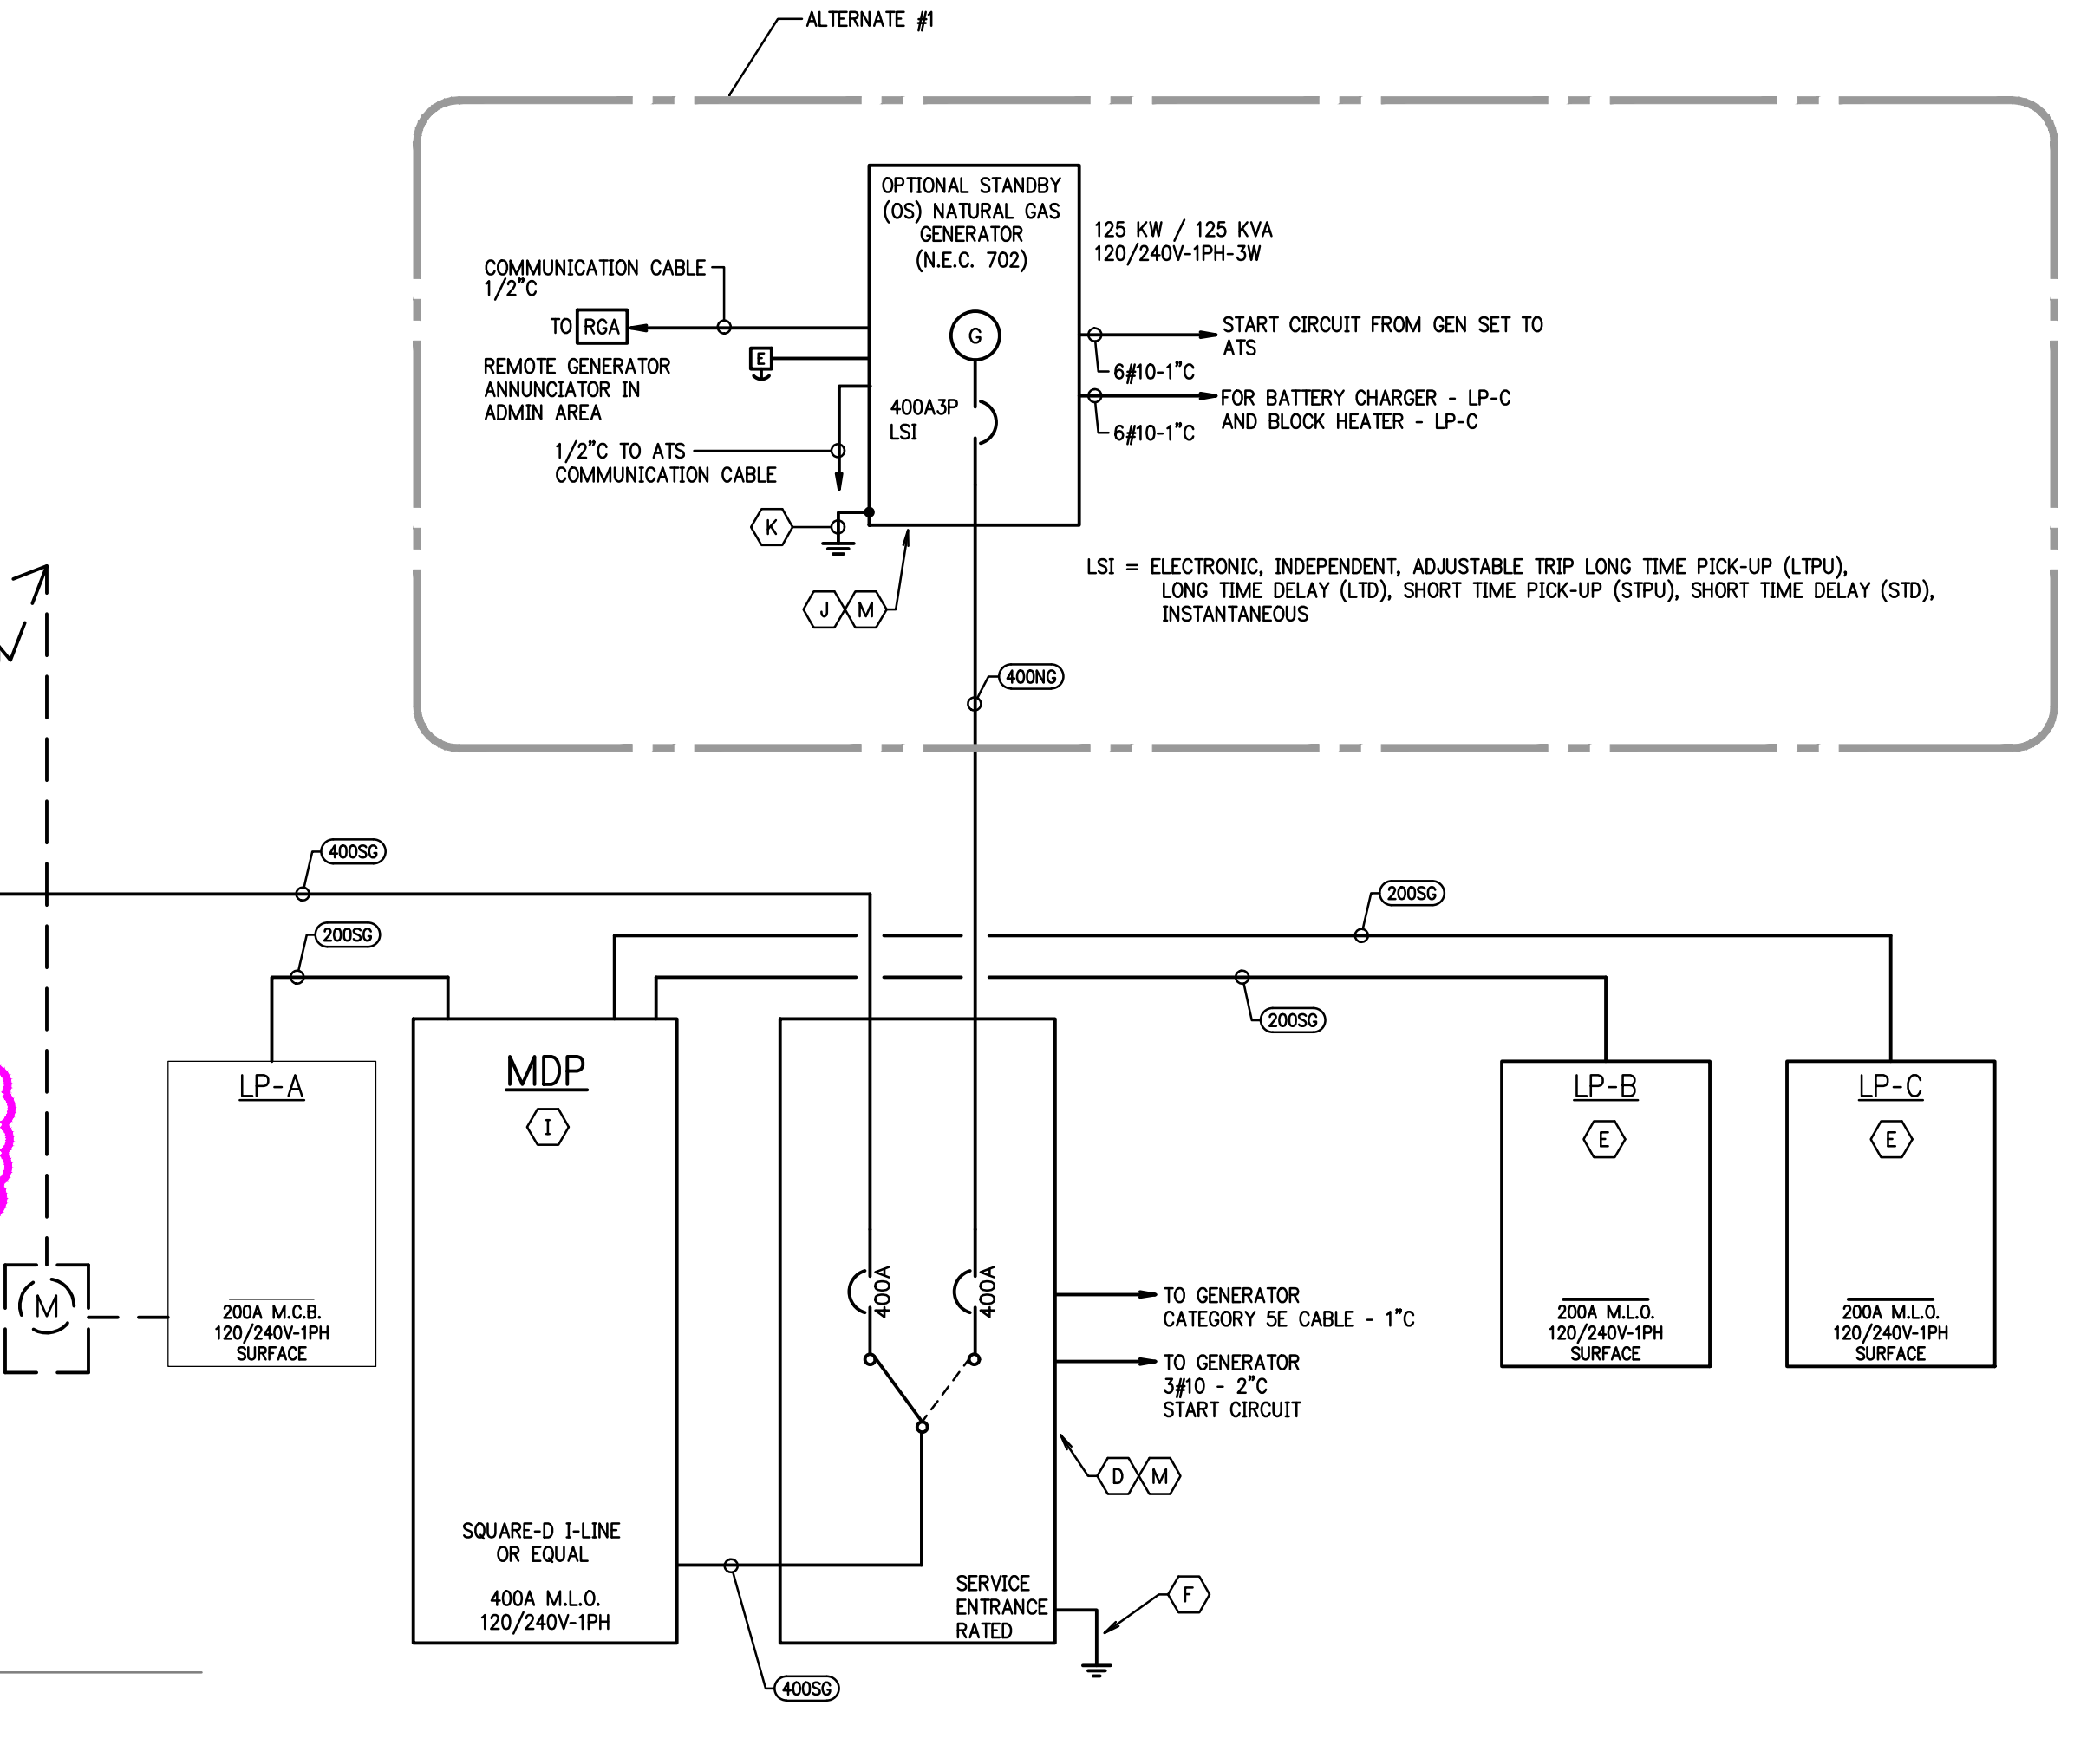 ALTERNATE #1
OPTIONAL STANDBY
(OS) NATURAL GAS
GENERATOR
(N.E.C. 702)
125 KW / 125 KVA
120/240V-1PH-3W
COMMUNICATION CABLE
1/2"C
TO RGA
REMOTE GENERATOR
ANNUNCIATOR IN
ADMIN AREA
E
G
400A3P
LSI
START CIRCUIT FROM GEN SET TO
ATS
6#10-1"C
FOR BATTERY CHARGER - LP-C
AND BLOCK HEATER - LP-C
6#10-1"C
1/2"C TO ATS
COMMUNICATION CABLE
K
J M
LSI = ELECTRONIC, INDEPENDENT, ADJUSTABLE TRIP LONG TIME PICK-UP (LTPU),
LONG TIME DELAY (LTD), SHORT TIME PICK-UP (STPU), SHORT TIME DELAY (STD),
INSTANTANEOUS
400NG
400SG
200SG
200SG
200SG
LP-A
200A M.C.B.
120/240V-1PH
SURFACE
M
MDP
I
SQUARE-D I-LINE
OR EQUAL
400A M.L.O.
120/240V-1PH
400A
400A
TO GENERATOR
CATEGORY 5E CABLE - 1"C
TO GENERATOR
3#10 - 2"C
START CIRCUIT
D M
SERVICE
ENTRANCE
RATED
F
400SG
LP-B
E
200A M.L.O.
120/240V-1PH
SURFACE
LP-C
E
200A M.L.O.
120/240V-1PH
SURFACE